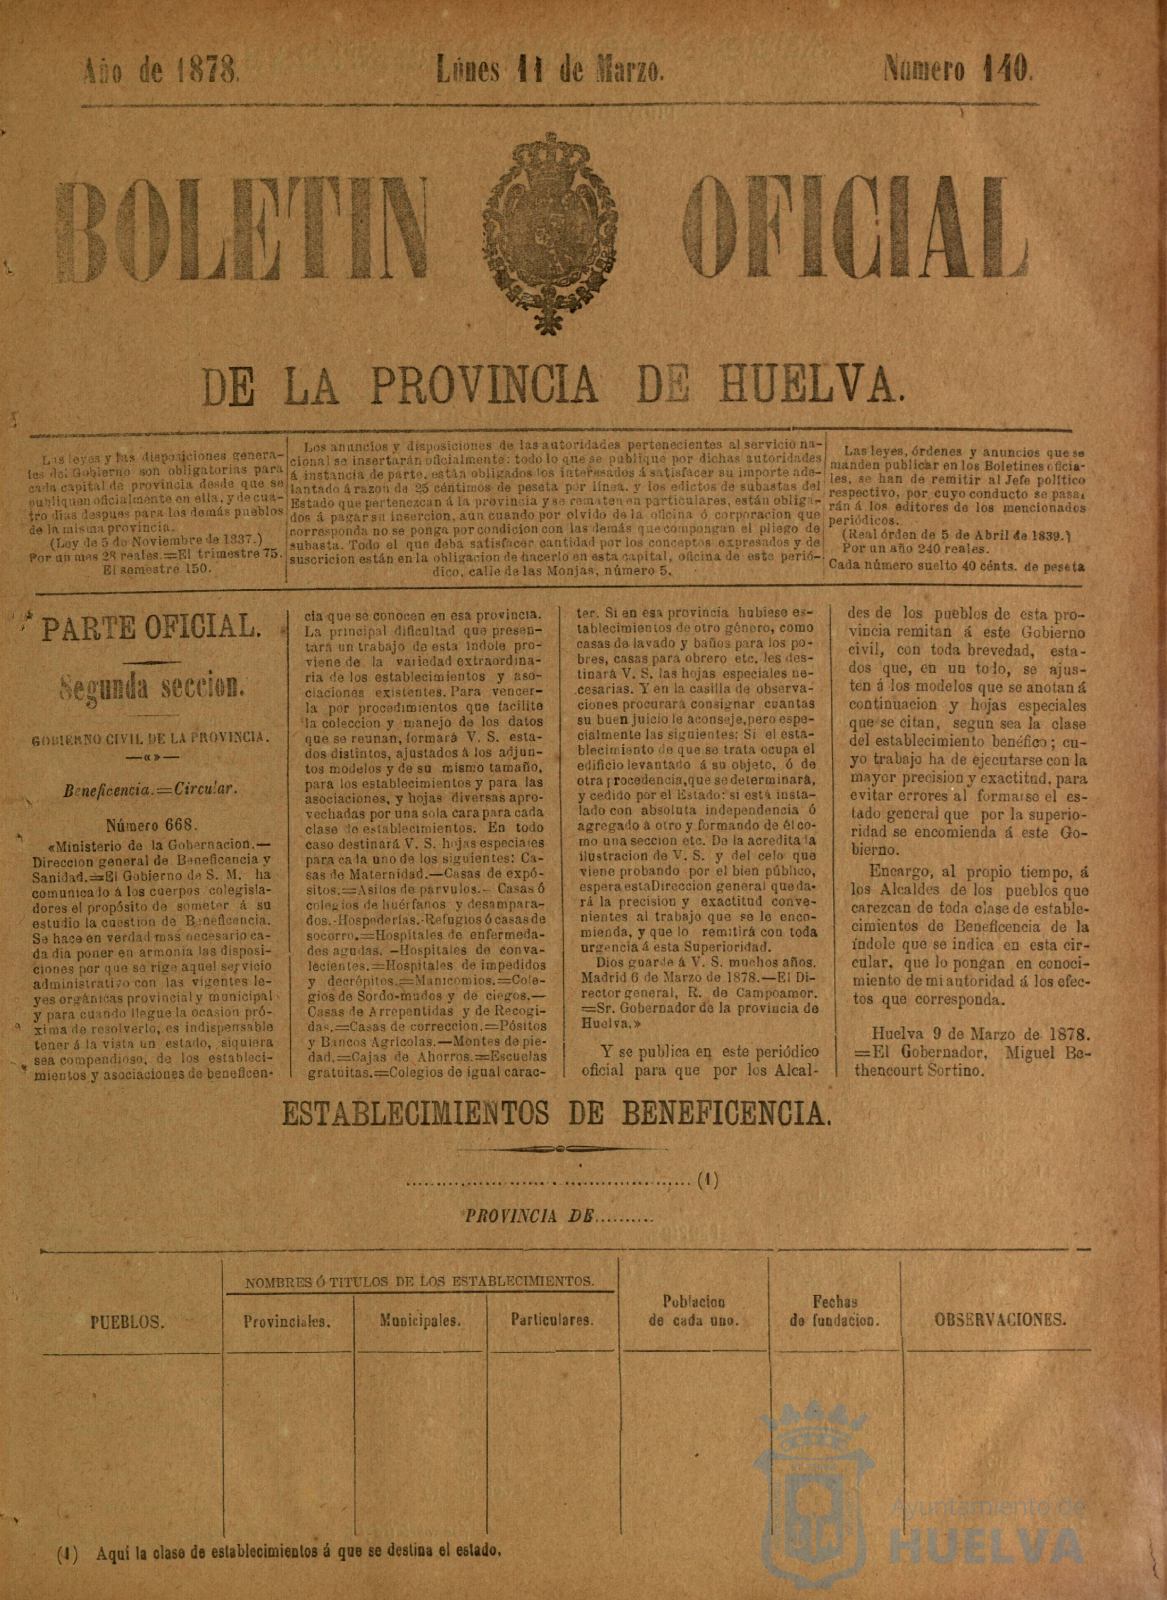 Año de 1878.
Lúnes 11 de Marzo.
Número 140.
BOLETIN OFICIAL
DE LA PROVINCIA DE HUELVA.
Las leyes y las disposiciones genera-
les del Gobierno son obligatorias para
cada capital de provincia desde que se
publiquen oficialmente en ella, y de cua-
tro dias despues para los demás pueblos
de la misma provincia.
(Ley de 5 de Noviembre de 1837.)
Por un mes 28 reales.=El trimestre 75.
El semestre 150.
Los anuncios y disposiciones de las autoridades pertenecientes al servicio na-
cional se insertarán oficialmente: todo lo que se publique por dichas autoridades
á instancia de parte, están obligados los interesados á satisfacer su importe ade-
lantado á razon de 25 céntimos de peseta por línea, y los edictos de subastas del
Estado que pertenezcan á la provincia y se rematen en particulares, están obliga-
dos á pagar su insercion, aun cuando por olvido de la oficina ó corporacion que
corresponda no se ponga por condicion con las demás que compongan el pliego de
subasta. Todo el que deba satisfacer cantidad por los conceptos expresados y de
suscricion están en la obligacion de hacerlo en esta capital, oficina de este perió-
dico, calle de las Monjas, número 5.
Las leyes, órdenes y anuncios que se
manden publicar en los Boletines oficia-
les, se han de remitir al Jefe político
respectivo, por cuyo conducto se pasa-
rán á los editores de los mencionados
periódicos.
(Real órden de 5 de Abril de 1839.)
Por un año 240 reales.
Cada número suelto 40 cénts. de peseta
PARTE OFICIAL.
Segunda seccion.
GOBIERNO CIVIL DE LA PROVINCIA.
—«»—
Beneficencia.=Circular.
Número 668.
«Ministerio de la Gobernacion.—
Direccion general de Beneficencia y
Sanidad.=El Gobierno de S. M. ha
comunicado á los cuerpos colegisla-
dores el propósito de someter á su
estudio la cuestion de Beneficencia.
Se hace en verdad mas necesario ca-
da dia poner en armonia las disposi-
ciones por que se rige aquel servicio
administrativo con las vigentes le-
yes orgánicas provincial y municipal
y para cuando llegue la ocasion pró-
xima de resolverlo, es indispensable
tener á la vista un estado, siquiera
sea compendioso, de los estableci-
mientos y asociaciones de beneficen-
cia que se conocen en esa provincia.
La principal dificultad que presen-
tará un trabajo de esta índole pro-
viene de la variedad extraordina-
ria de los establecimientos y aso-
ciaciones existentes. Para vencer-
la por procedimientos que facilite
la coleccion y manejo de los datos
que se reunan, formará V. S. esta-
dos distintos, ajustados á los adjun-
tos modelos y de su mismo tamaño,
para los establecimientos y para las
asociaciones, y hojas diversas apro-
vechadas por una sola cara para cada
clase de establecimientos. En todo
caso destinará V. S. hojas especiales
para cada uno de los siguientes: Ca-
sas de Maternidad.—Casas de expó-
sitos.=Asilos de párvulos.—Casas ó
colegios de huérfanos y desampara-
dos.-Hospederías.-Refugios ó casas de
socorro.=Hospitales de enfermeda-
des agudas.—Hospitales de conva-
lecientes.=Hospitales de impedidos
y decrépitos.=Manicomios.=Cole-
gios de Sordo-mudos y de ciegos.—
Casas de Arrepentidas y de Recogi-
das.=Casas de correccion.=Pósitos
y Bancos Agrícolas.—Montes de pie-
dad.=Cajas de Ahorros.=Escuelas
gratuitas.=Colegios de igual carac-
ter. Si en esa provincia hubiese es-
tablecimientos de otro género, como
casas de lavado y baños para los po-
bres, casas para obrero etc. les des-
tinará V. S. las hojas especiales ne-
cesarias. Y en la casilla de observa-
ciones procurará consignar cuantas
su buen juicio le aconseje, pero espe-
cialmente las siguientes: Si el esta-
blecimiento de que se trata ocupa el
edificio levantado á su objeto, ó de
otra procedencia, que se determinará,
y cedido por el Estado: si está insta-
lado con absoluta independencia ó
agregado á otro y formando de él co-
mo una seccion etc. De la acreditada
ilustracion de V. S. y del celo que
viene probando por el bien público,
espera esta Direccion general que da-
rá la precision y exactitud conve-
nientes al trabajo que se le enco-
mienda, y que lo remitirá con toda
urgencia á esta Superioridad.
Dios guarde á V. S. muchos años.
Madrid 6 de Marzo de 1878.—El Di-
rector general, R. de Campoamor.
=Sr. Gobernador de la provincia de
Huelva.»
Y se publica en este periódico
oficial para que por los Alcal-
des de los pueblos de esta pro-
vincia remitan á este Gobierno
civil, con toda brevedad, esta-
dos que, en un todo, se ajus-
ten á los modelos que se anotan á
continuacion y hojas especiales
que se citan, segun sea la clase
del establecimiento benéfico; cu-
yo trabajo ha de ejecutarse con la
mayor precision y exactitud, para
evitar errores al formarse el es-
tado general que por la superio-
ridad se encomienda á este Go-
bierno.
Encargo, al propio tiempo, á
los Alcaldes de los pueblos que
carezcan de toda clase de estable-
cimientos de Beneficencia de la
índole que se indica en esta cir-
cular, que lo pongan en conoci-
miento de mi autoridad á los efec-
tos que corresponda.
Huelva 9 de Marzo de 1878.
=El Gobernador, Miguel Be-
thencourt Sortino.
ESTABLECIMIENTOS DE BENEFICENCIA.
.................................................(1)
PROVINCIA DE..........
PUEBLOS.
NOMBRES Ó TITULOS DE LOS ESTABLECIMIENTOS.
Provinciales.
Municipales.
Particulares.
Poblacion
de cada uno.
Fechas
de fundacion.
OBSERVACIONES.
(1) Aquí la clase de establecimientos á que se destina el estado.
Ayuntamiento de
HUELVA